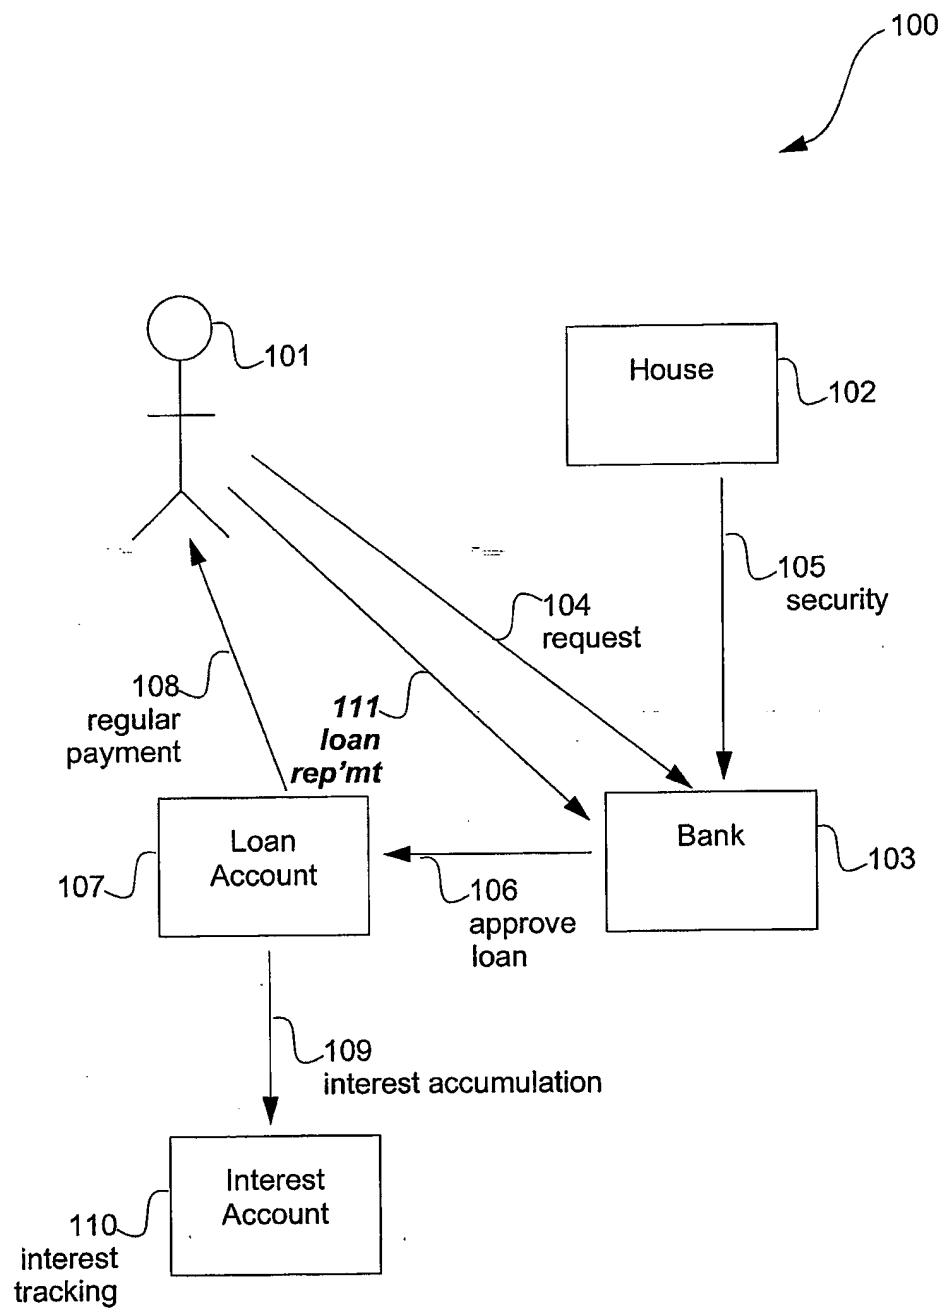 100
101
House
102
105
security
104
request
108
regular
payment
111
loan
rep'mt
Loan
Account
107
Bank
103
106
approve
loan
109
interest accumulation
Interest
Account
110
interest
tracking